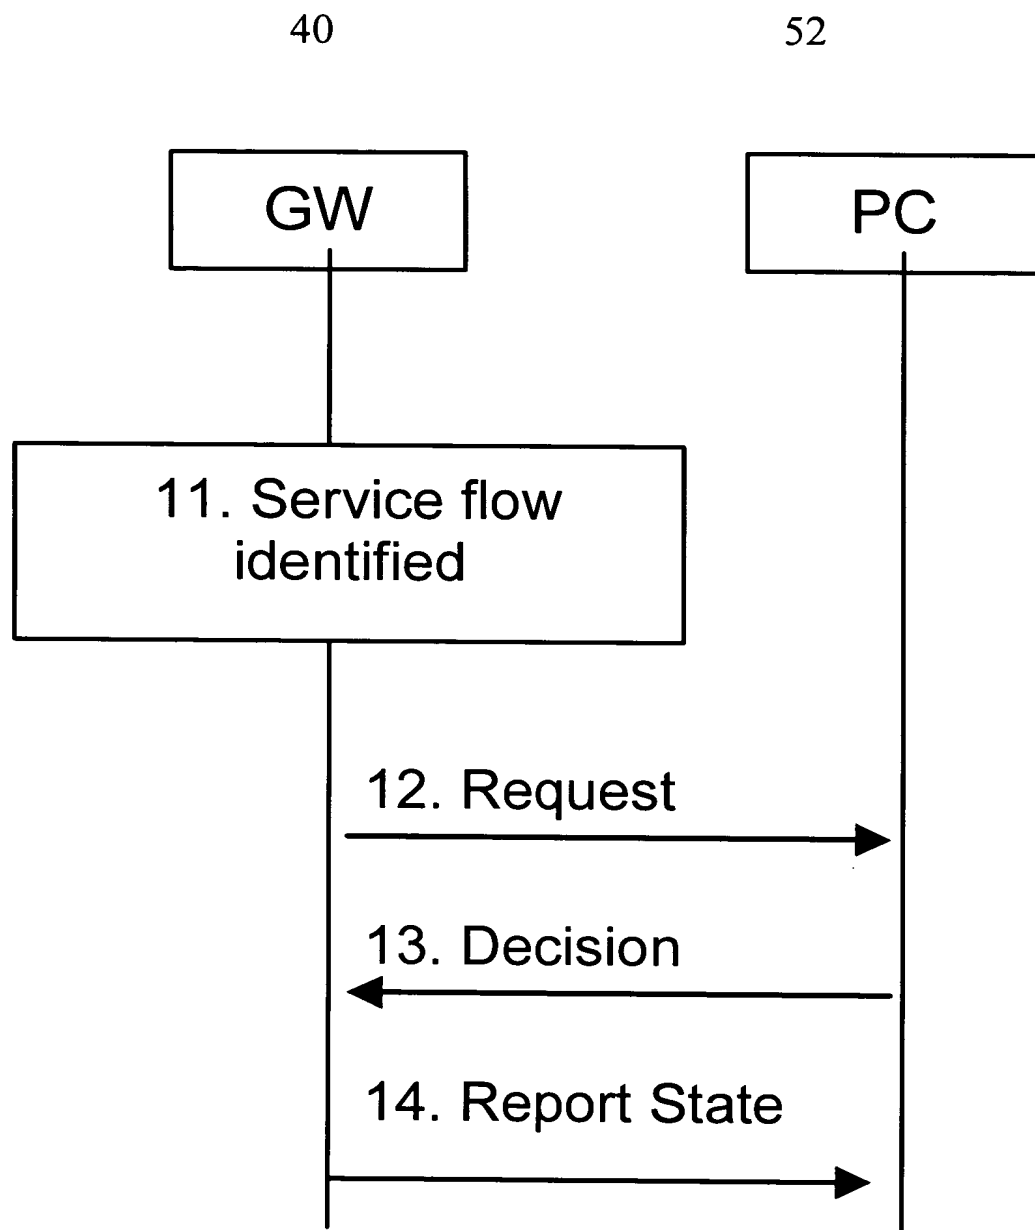 40 52
GW PC
11. Service flow
identified
12. Request
13. Decision
14. Report State